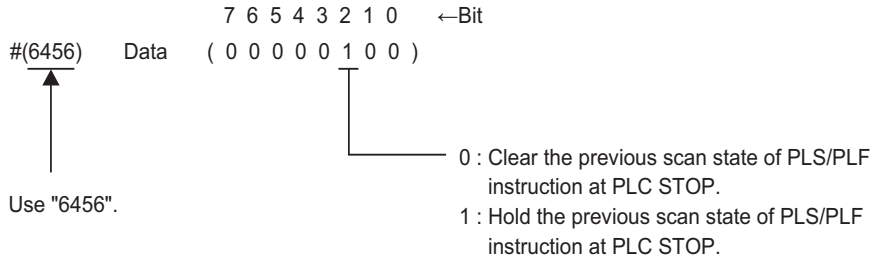 7 6 5 4 3 2 1 0 ←Bit
#(6456) Data ( 0 0 0 0 0 1 0 0 )
0 : Clear the previous scan state of PLS/PLF
instruction at PLC STOP.
Use "6456".
1 : Hold the previous scan state of PLS/PLF
instruction at PLC STOP.